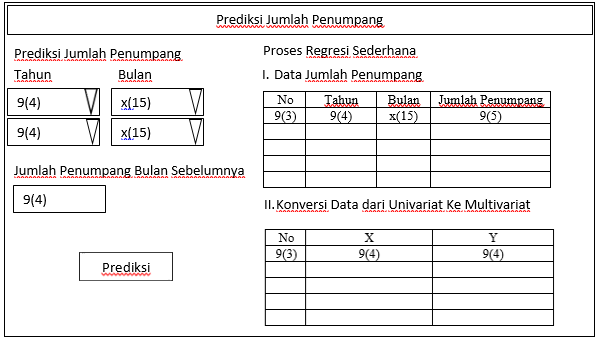 Prediksi Jumlah Penumpang
Prediksi Jumlah Penumpang
Tahun Bulan
9(4) x(15)
9(4) x(15)
Jumlah Penumpang Bulan Sebelumnya
9(4)
Prediksi
Proses Regresi Sederhana
I. Data Jumlah Penumpang
No Tahun Bulan Jumlah Penumpang
9(3) 9(4) x(15) 9(5)
II.Konversi Data dari Univariat Ke Multivariat
No X Y
9(3) 9(4) 9(4)